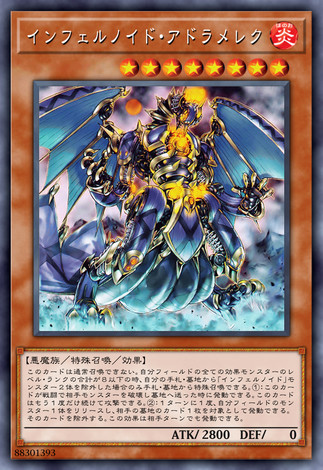 インフェルノイド・アドラメレク
炎
【悪魔族／特殊召喚／効果】
このカードは通常召喚できない。自分フィールドの全ての効果モンスターのレ
ベル・ランクの合計が８以下の時、自分の手札・墓地から「インフェルノイド」モ
ンスター２体を除外した場合のみ手札・墓地から特殊召喚できる。①：このカー
ドが戦闘で相手モンスターを破壊し墓地へ送った時に発動できる。このカード
はもう１度だけ続けて攻撃できる。②：１ターンに１度、自分フィールドのモン
スター１体をリリースし、相手の墓地のカード１枚を対象として発動できる。
そのカードを除外する。この効果は相手ターンでも発動できる。
ATK/ 2800 DEF/ 0
88301393